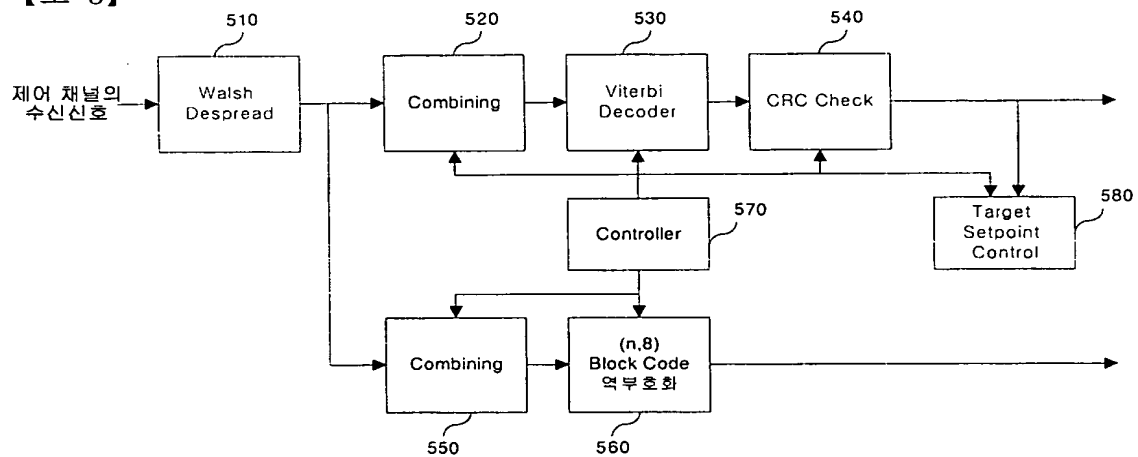 510
520
530
540
제어 채널의
수신신호
Walsh
Despread
Combining
Viterbi
Decoder
CRC Check
Controller
570
Target
Setpoint
Control
580
Combining
(n,8)
Block Code
역부호화
550
560